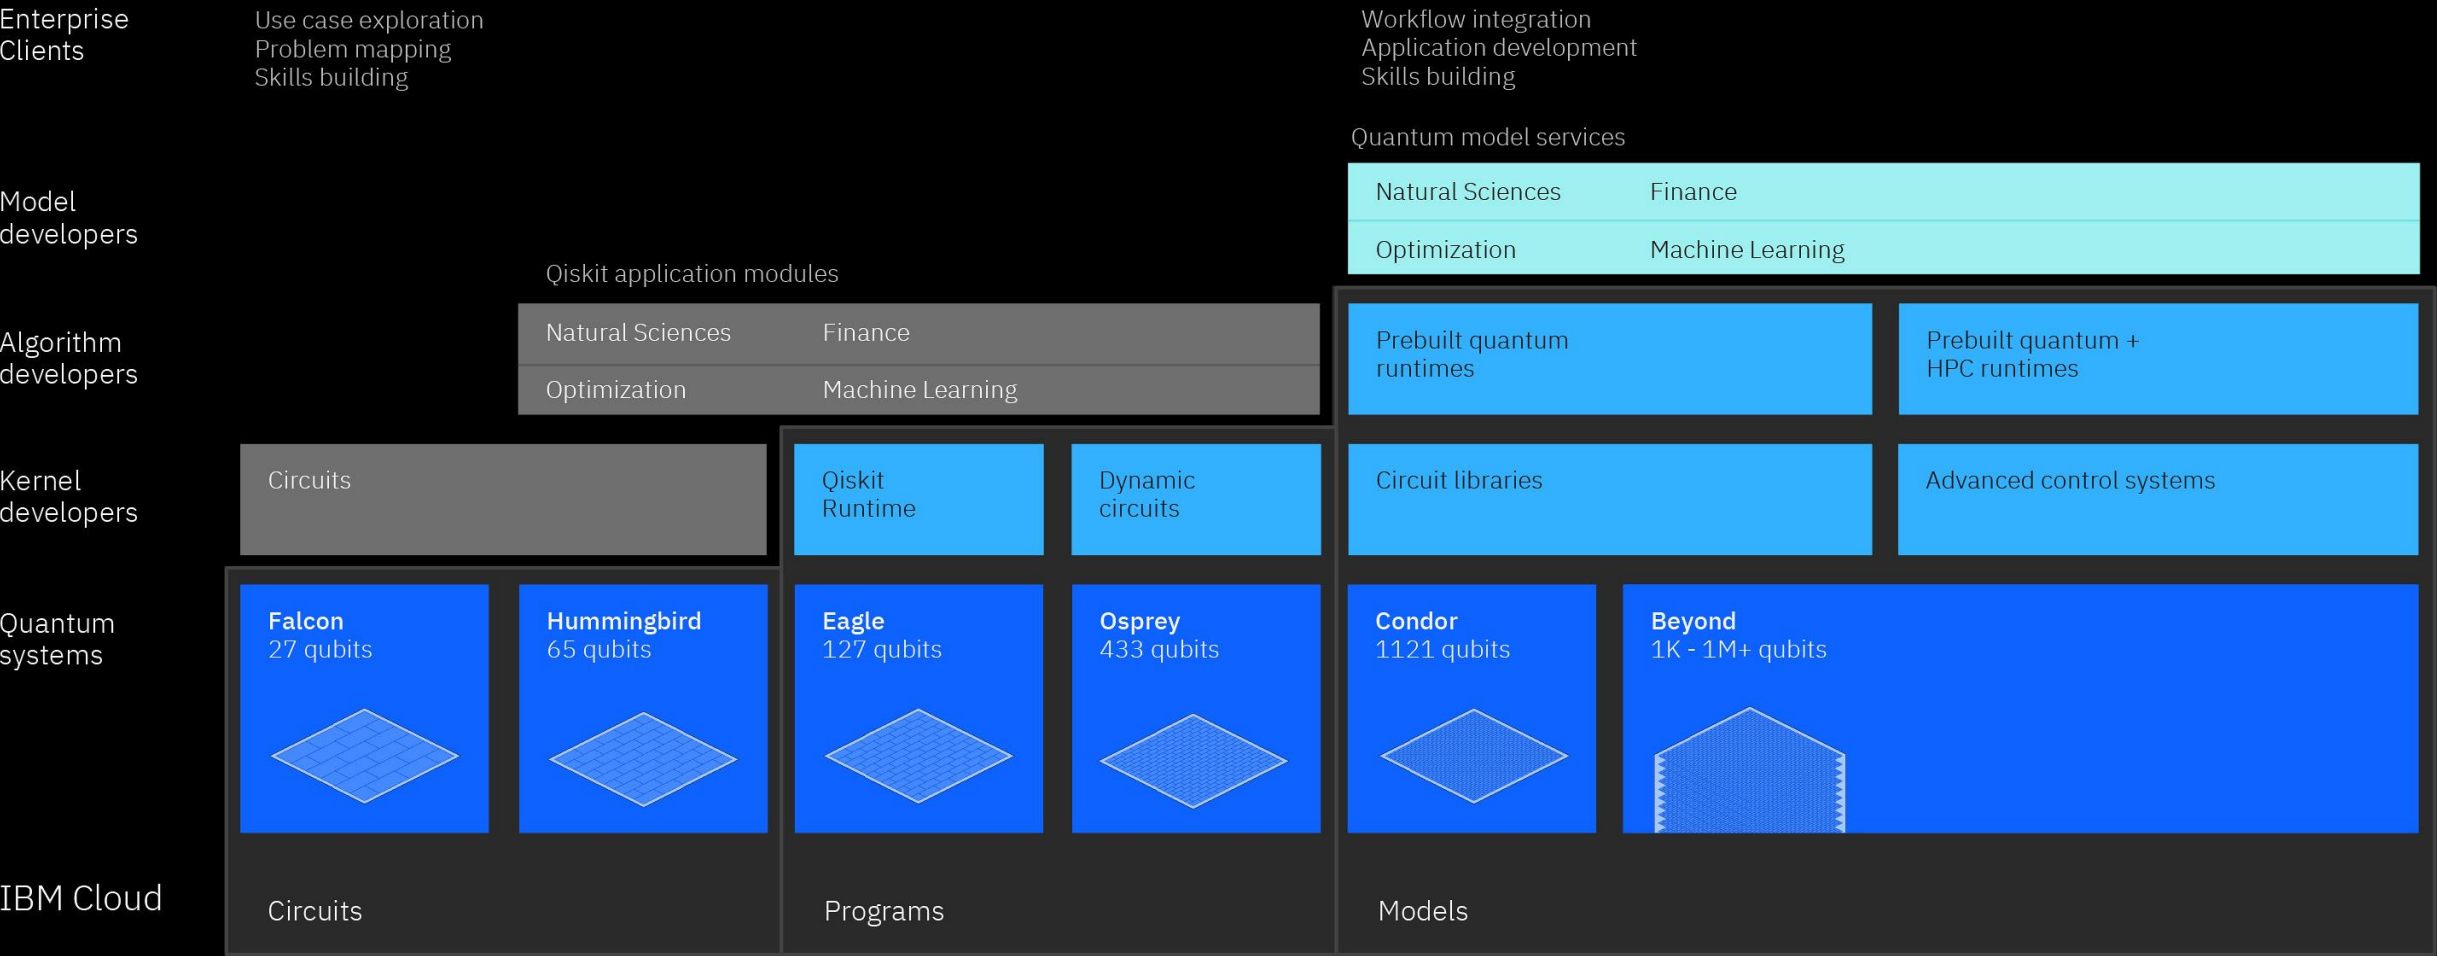 Enterprise
Clients
Use case exploration
Problem mapping
Skills building
Workflow integration
Application development
Skills building
Model
developers
Quantum model services
Natural Sciences
Finance
Optimization
Machine Learning
Algorithm
developers
Qiskit application modules
Natural Sciences
Finance
Optimization
Machine Learning
Prebuilt quantum
runtimes
Prebuilt quantum +
HPC runtimes
Kernel
developers
Circuits
Qiskit
Runtime
Dynamic
circuits
Circuit libraries
Advanced control systems
Quantum
systems
Falcon
27 qubits
Hummingbird
65 qubits
Eagle
127 qubits
Osprey
433 qubits
Condor
1121 qubits
Beyond
1K - 1M+ qubits
IBM Cloud
Circuits
Programs
Models